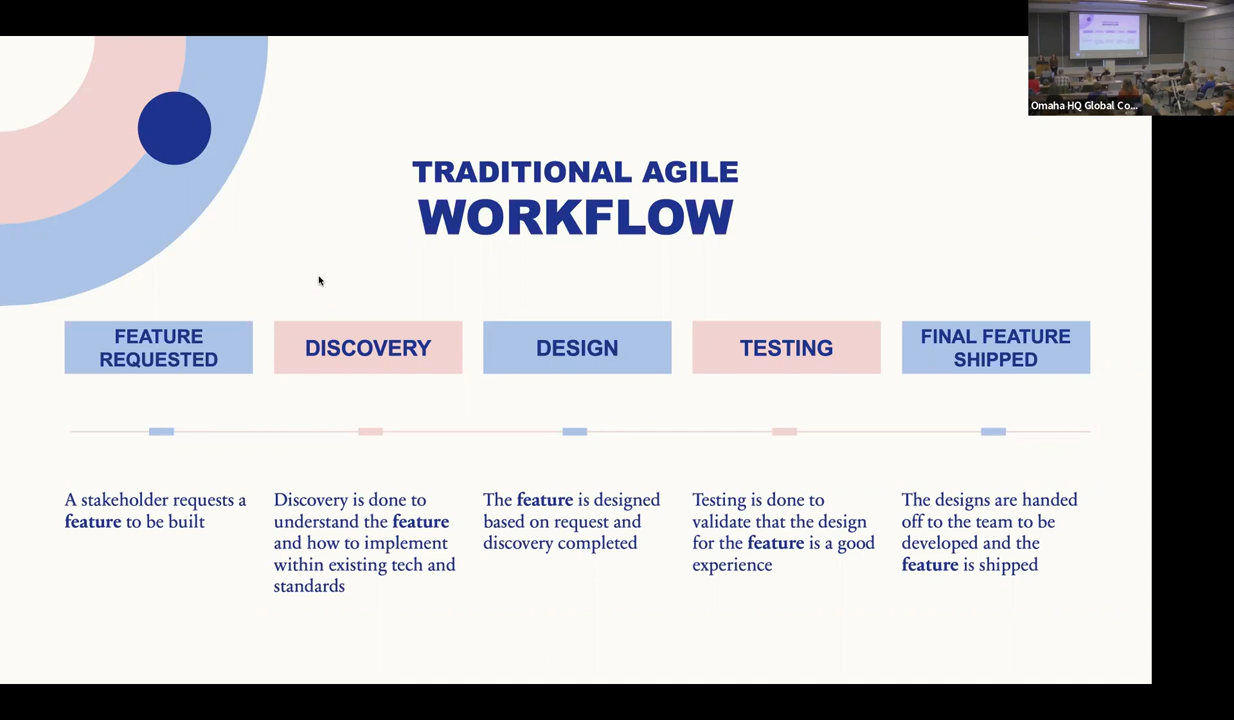 Omaha HQ Global Co...
TRADITIONAL AGILE
WORKFLOW
FEATURE
REQUESTED
DISCOVERY
DESIGN
TESTING
FINAL FEATURE
SHIPPED
A stakeholder requests a
feature to be built
Discovery is done to
understand the feature
and how to implement
within existing tech and
standards
The feature is designed
based on request and
discovery completed
Testing is done to
validate that the design
for the feature is a good
experience
The designs are handed
off to the team to be
developed and the
feature is shipped